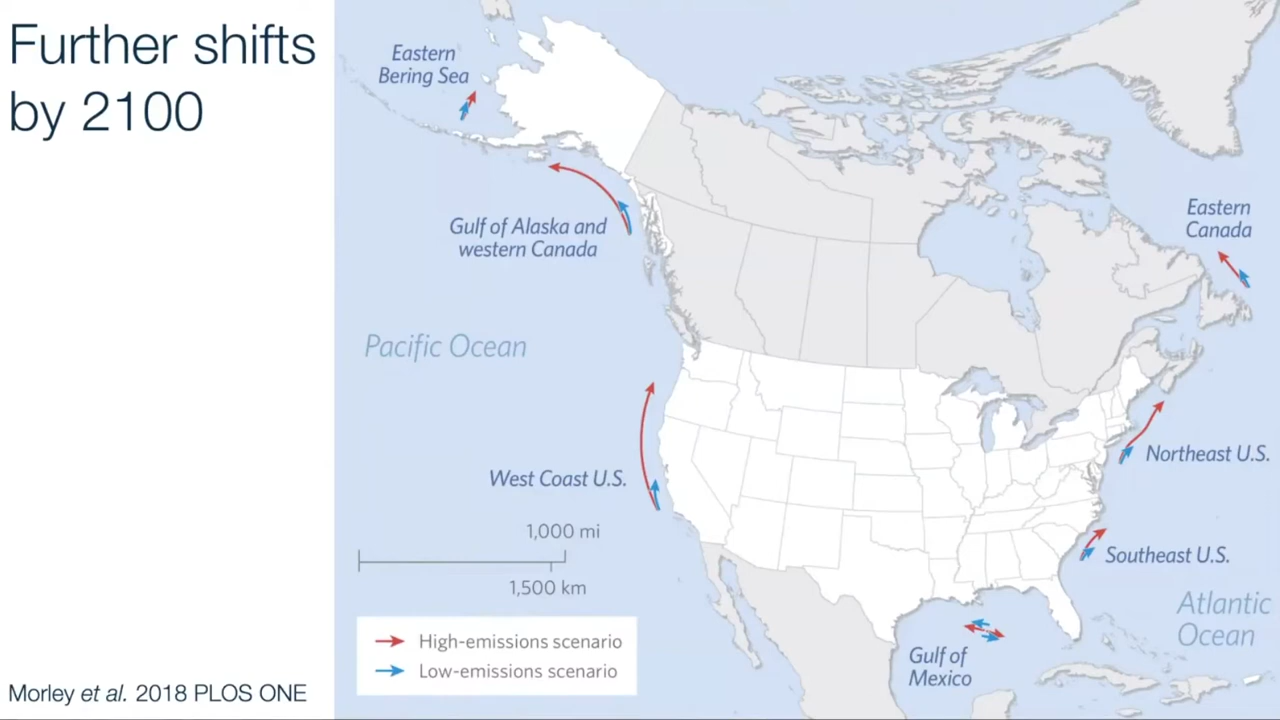 Further shifts
by 2100
Eastern
Bering Sea
Gulf of Alaska and
western Canada
Eastern
Canada
Pacific Ocean
West Coast U.S.
Northeast U.S.
1,000 mi
1,500 km
Southeast U.S.
Atlantic
Ocean
High-emissions scenario
Low-emissions scenario
Gulf of
Mexico
Morley et al. 2018 PLOS ONE